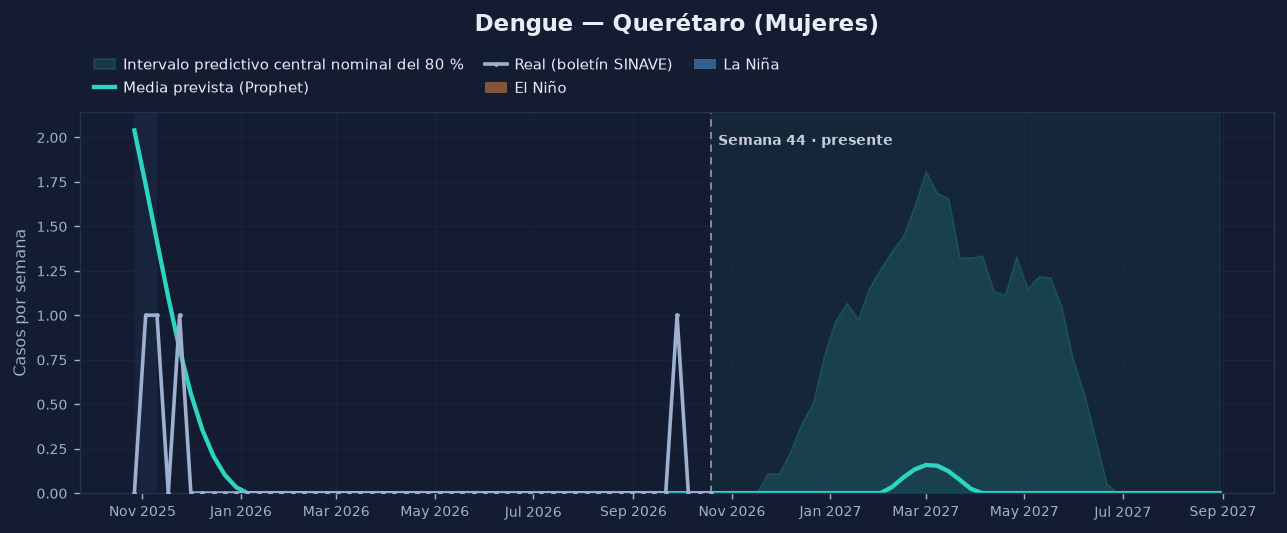 Dengue — Querétaro (Mujeres)
Intervalo predictivo central nominal del 80 %
Media prevista (Prophet)
Real (boletín SINAVE)
El Niño
La Niña
Semana 44 · presente
Casos por semana
2.00
1.75
1.50
1.25
1.00
0.75
0.50
0.25
0.00
Nov 2025
Jan 2026
Mar 2026
May 2026
Jul 2026
Sep 2026
Nov 2026
Jan 2027
Mar 2027
May 2027
Jul 2027
Sep 2027